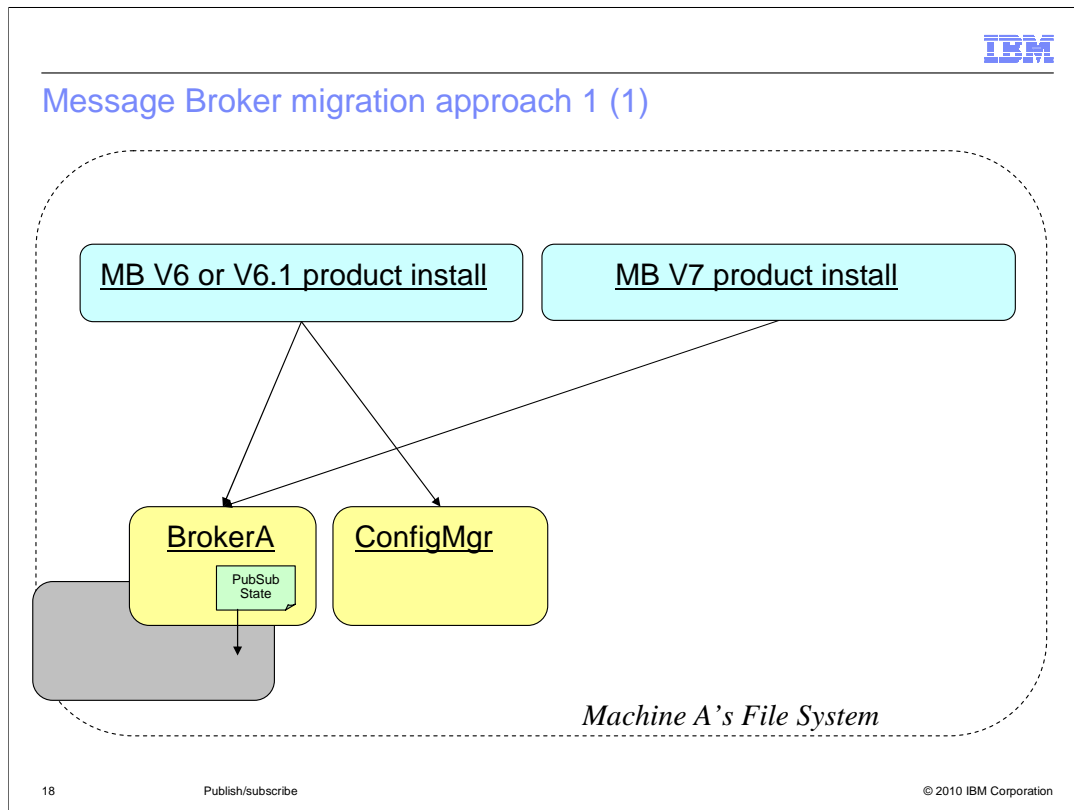 IBM
Message Broker migration approach 1 (1)
MB V6 or V6.1 product install
MB V7 product install
BrokerA
ConfigMgr
PubSub
State
Machine A's File System
18
Publish/subscribe
© 2010 IBM Corporation